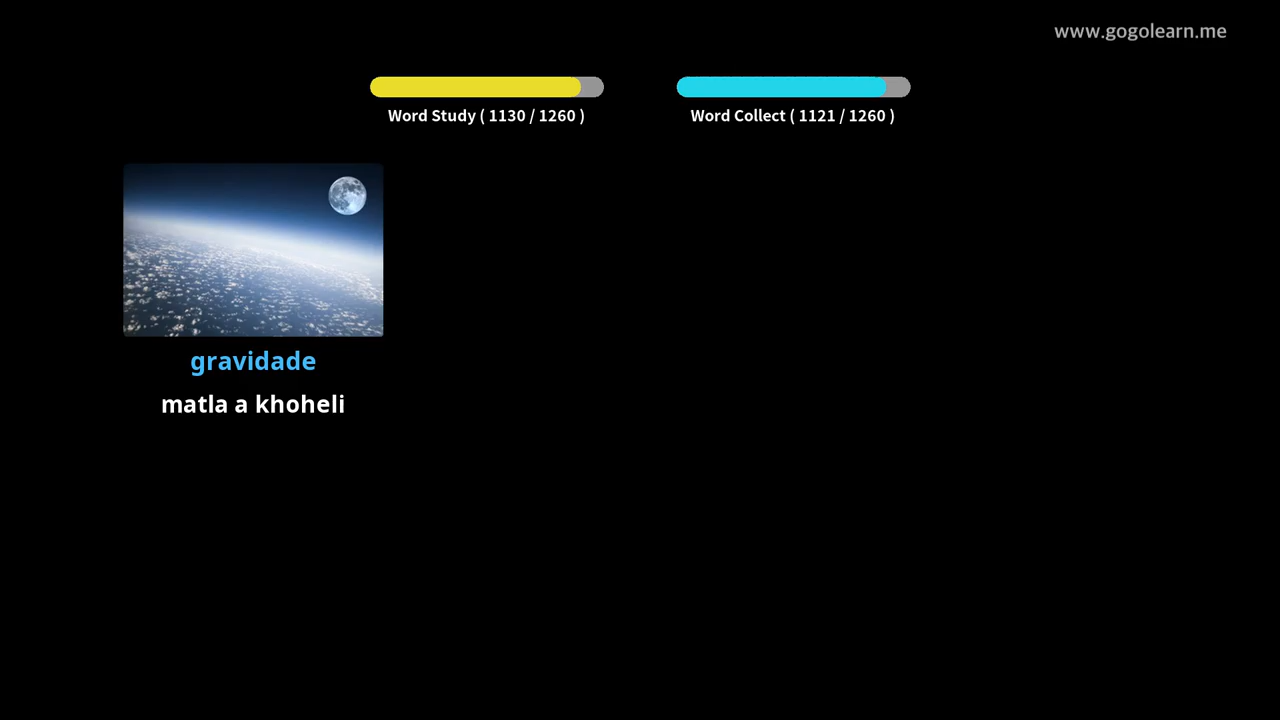 www.gogolearn.me
Word Study ( 1130 / 1260 )
Word Collect ( 1121 / 1260 )
gravidade
matla a khoheli